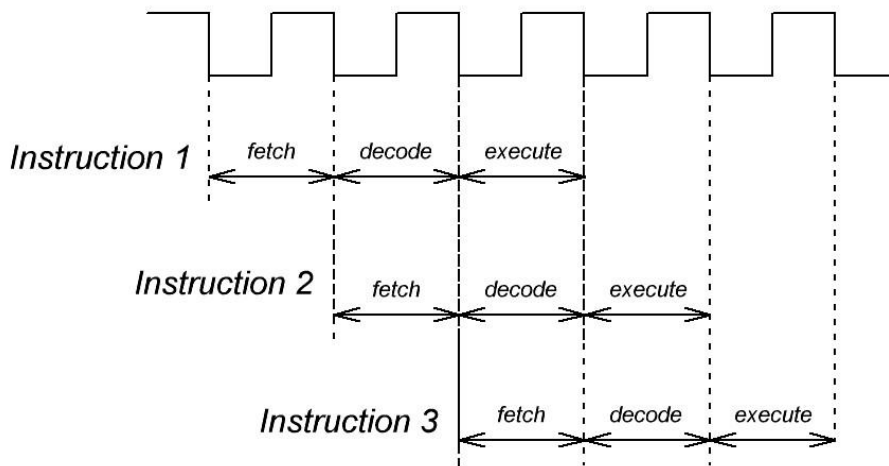 fetch decode execute
Instruction 1
fetch decode execute
Instruction 2
fetch decode execute
Instruction 3